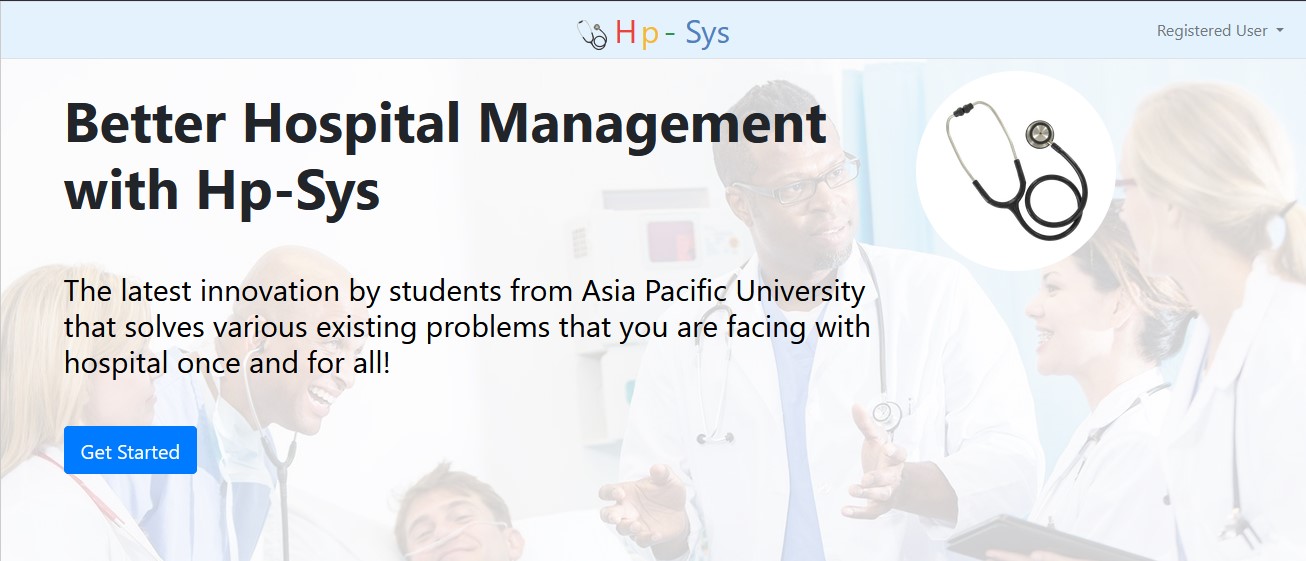 Hp - Sys
Registered User
Better Hospital Management
with Hp-Sys
The latest innovation by students from Asia Pacific University
that solves various existing problems that you are facing with
hospital once and for all!
Get Started